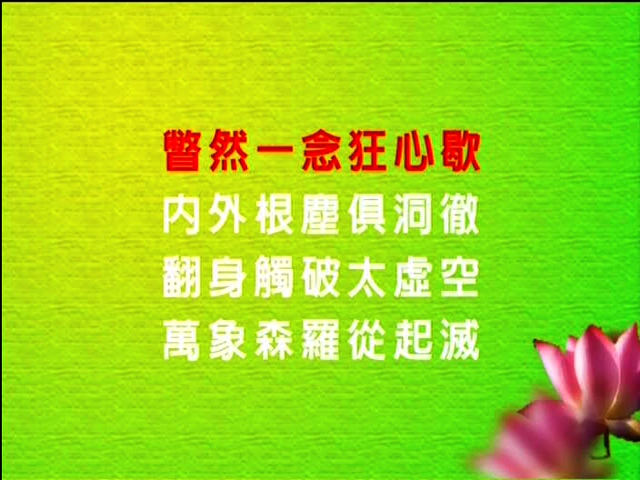 瞥然一念狂心歇
内外根塵俱洞徹
翻身觸破太虛空
萬象森羅從起滅